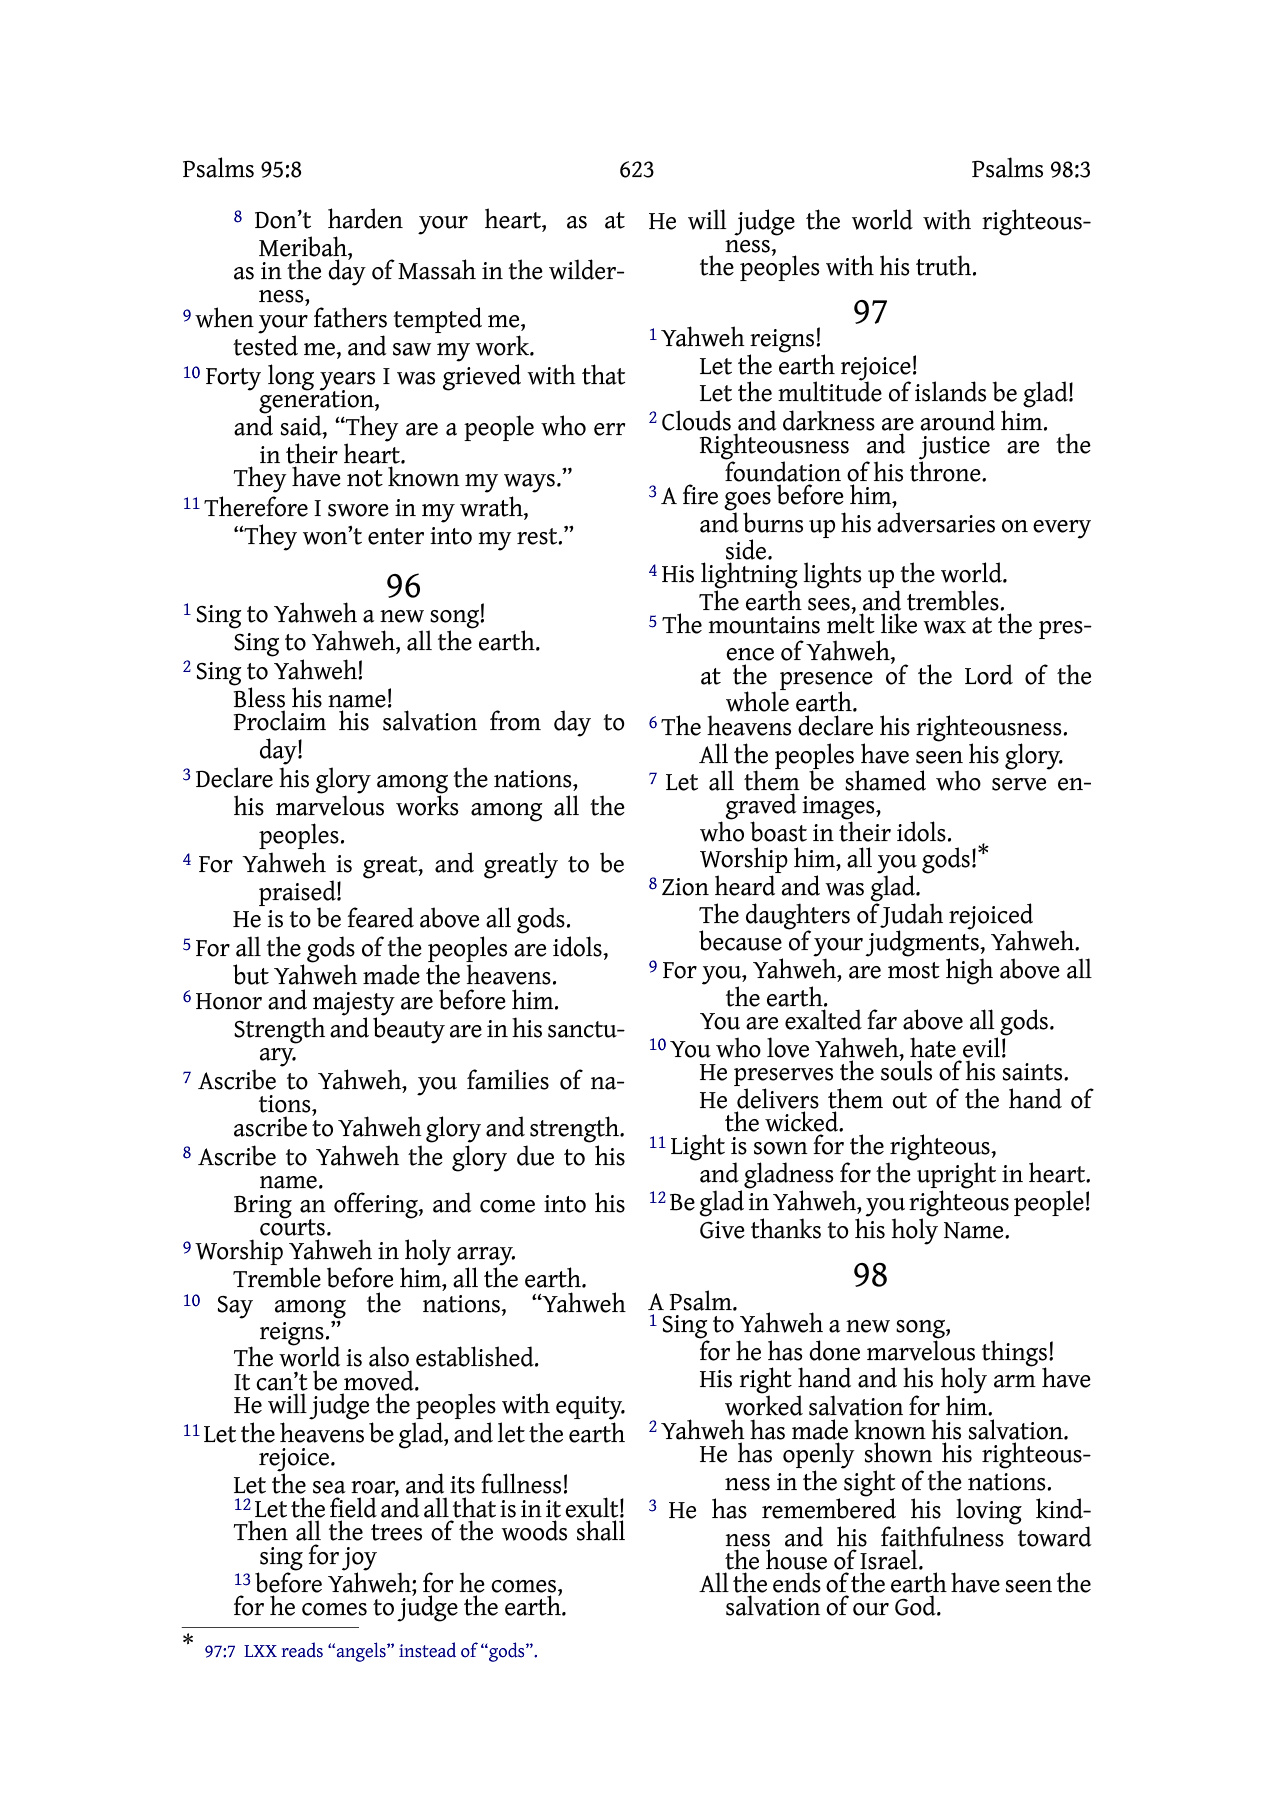 Psalms 95:8 623 Psalms 98:3
8 Don’t harden your heart, as at
Meribah,
as in the day of Massah in the wilder-
ness,
9 when your fathers tempted me,
tested me, and saw my work.
10 Forty long years I was grieved with that
generation,
and said, “They are a people who err
in their heart.
They have not known my ways.”
11 Therefore I swore in my wrath,
“They won’t enter into my rest.”
96
1 Sing to Yahweh a new song!
Sing to Yahweh, all the earth.
2 Sing to Yahweh!
Bless his name!
Proclaim his salvation from day to
day!
3 Declare his glory among the nations,
his marvelous works among all the
peoples.
4 For Yahweh is great, and greatly to be
praised!
He is to be feared above all gods.
5 For all the gods of the peoples are idols,
but Yahweh made the heavens.
6 Honor and majesty are before him.
Strength and beauty are in his sanctu-
ary.
7 Ascribe to Yahweh, you families of na-
tions,
ascribe to Yahweh glory and strength.
8 Ascribe to Yahweh the glory due to his
name.
Bring an offering, and come into his
courts.
9 Worship Yahweh in holy array.
Tremble before him, all the earth.
10 Say among the nations, “Yahweh
reigns.”
The world is also established.
It can’t be moved.
He will judge the peoples with equity.
11 Let the heavens be glad, and let the earth
rejoice.
Let the sea roar, and its fullness!
12 Let the field and all that is in it exult!
Then all the trees of the woods shall
sing for joy
13 before Yahweh; for he comes,
for he comes to judge the earth.
He will judge the world with righteous-
ness,
the peoples with his truth.
97
1 Yahweh reigns!
Let the earth rejoice!
Let the multitude of islands be glad!
2 Clouds and darkness are around him.
Righteousness and justice are the
foundation of his throne.
3 A fire goes before him,
and burns up his adversaries on every
side.
4 His lightning lights up the world.
The earth sees, and trembles.
5 The mountains melt like wax at the pres-
ence of Yahweh,
at the presence of the Lord of the
whole earth.
6 The heavens declare his righteousness.
All the peoples have seen his glory.
7 Let all them be shamed who serve en-
graved images,
who boast in their idols.
Worship him, all you gods!*
8 Zion heard and was glad.
The daughters of Judah rejoiced
because of your judgments, Yahweh.
9 For you, Yahweh, are most high above all
the earth.
You are exalted far above all gods.
10 You who love Yahweh, hate evil!
He preserves the souls of his saints.
He delivers them out of the hand of
the wicked.
11 Light is sown for the righteous,
and gladness for the upright in heart.
12 Be glad in Yahweh, you righteous people!
Give thanks to his holy Name.
98
A Psalm.
1 Sing to Yahweh a new song,
for he has done marvelous things!
His right hand and his holy arm have
worked salvation for him.
2 Yahweh has made known his salvation.
He has openly shown his righteous-
ness in the sight of the nations.
3 He has remembered his loving kind-
ness and his faithfulness toward
the house of Israel.
All the ends of the earth have seen the
salvation of our God.
* 97:7 LXX reads “angels” instead of “gods”.